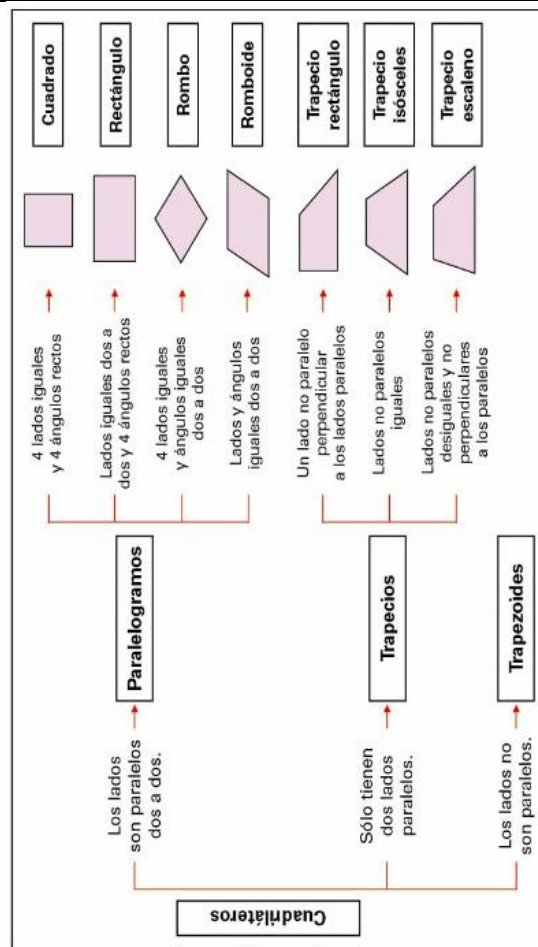 Cuadriláteros
Los lados
son paralelos
dos a dos.
Paralelogramos
4 lados iguales
y 4 ángulos rectos
Cuadrado
Lados iguales dos a
dos y 4 ángulos rectos
Rectángulo
4 lados iguales
y ángulos iguales
dos a dos
Rombo
Lados y ángulos
iguales dos a dos
Romboide
Sólo tienen
dos lados
paralelos.
Trapecios
Un lado no paralelo
perpendicular
a los lados paralelos
Trapecio
rectángulo
Lados no paralelos
iguales
Trapecio
isósceles
Lados no paralelos
desiguales y no
perpendiculares
a los paralelos
Trapecio
escaleno
Los lados no
son paralelos.
Trapezoides